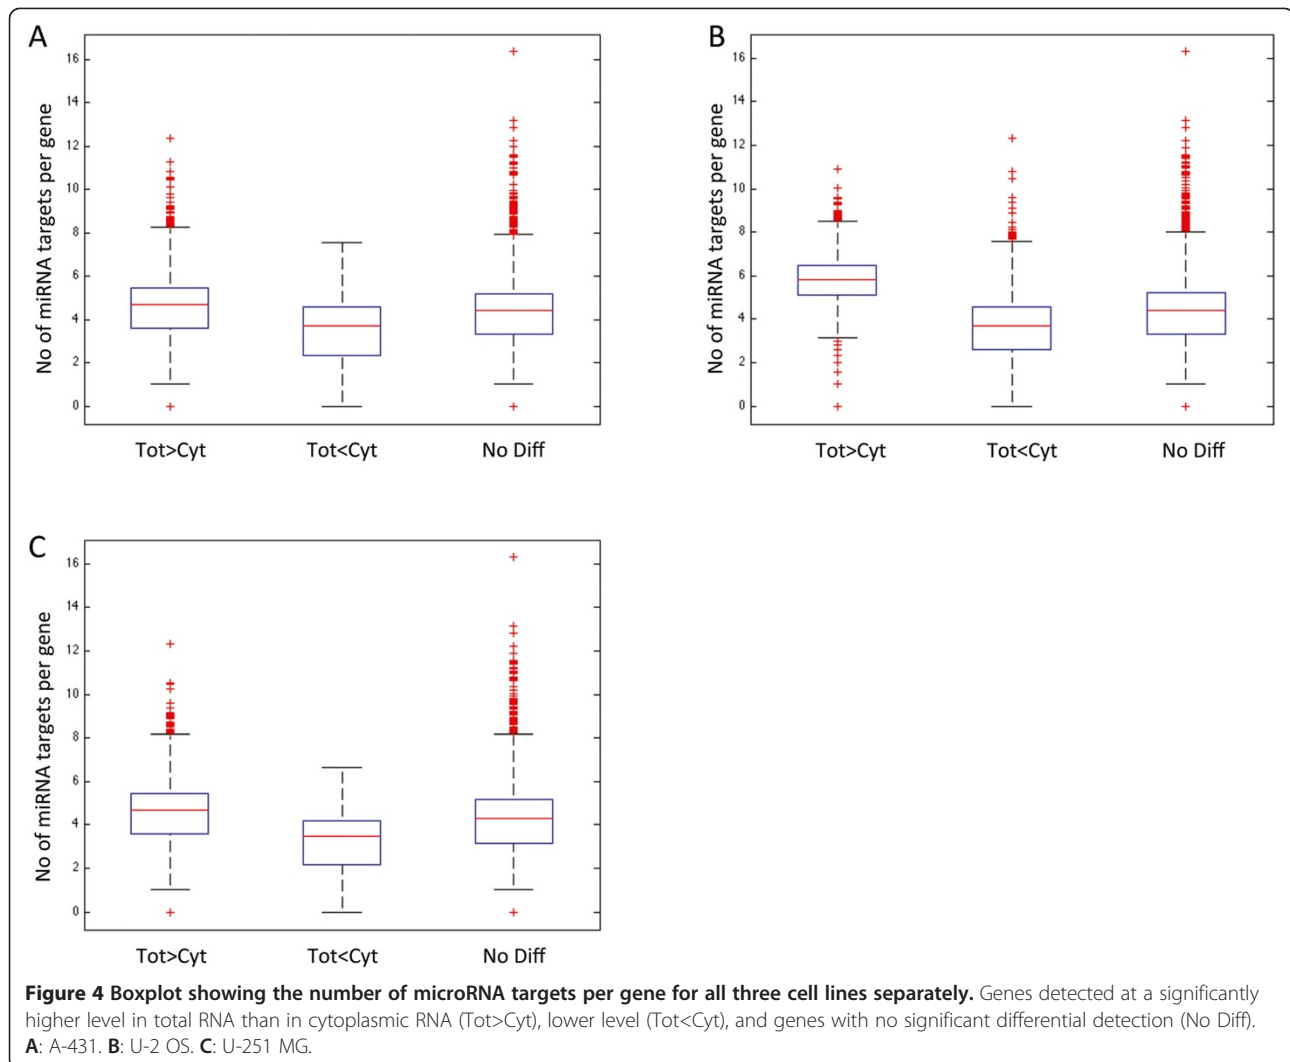 A
No of miRNA targets per gene
16
14
12
10
8
6
4
2
0
Tot>Cyt Tot<Cyt No Diff
B
No of miRNA targets per gene
16
14
12
10
8
6
4
2
0
Tot>Cyt Tot<Cyt No Diff
C
No of miRNA targets per gene
16
14
12
10
8
6
4
2
0
Tot>Cyt Tot<Cyt No Diff
Figure 4 Boxplot showing the number of microRNA targets per gene for all three cell lines separately. Genes detected at a significantly
higher level in total RNA than in cytoplasmic RNA (Tot>Cyt), lower level (Tot<Cyt), and genes with no significant differential detection (No Diff).
A: A-431. B: U-2 OS. C: U-251 MG.